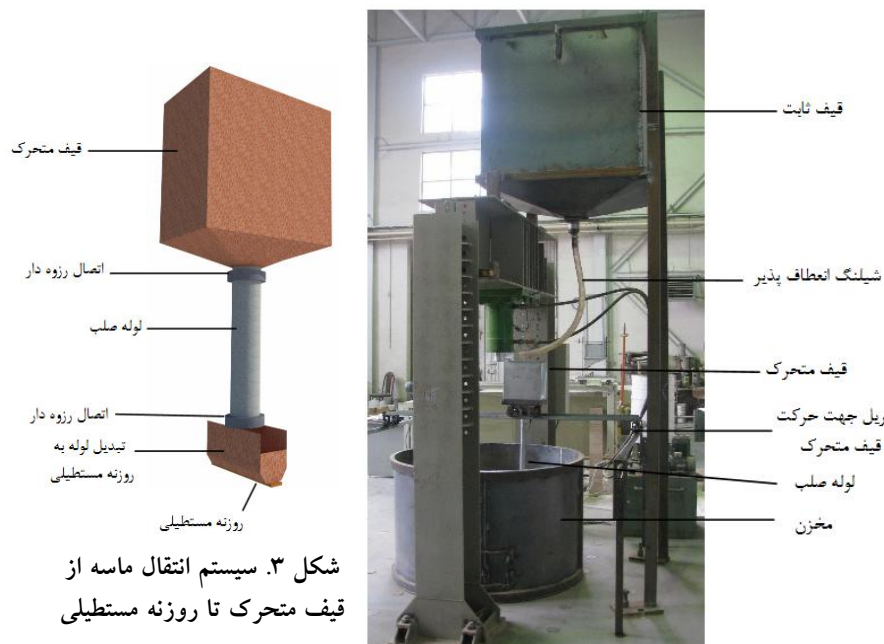 قیف متحرک
اتصال رزوه دار
لوله صلب
اتصال رزوه دار
تبدیل لوله به
روزنه مستطیلی
روزنه مستطیلی
شکل ۳. سیستم انتقال ماسه از
قیف متحرک تا روزنه مستطیلی
قیف ثابت
شیلنگ انعطاف پذیر
قیف متحرک
ریل جهت حرکت
قیف متحرک
لوله صلب
مخزن